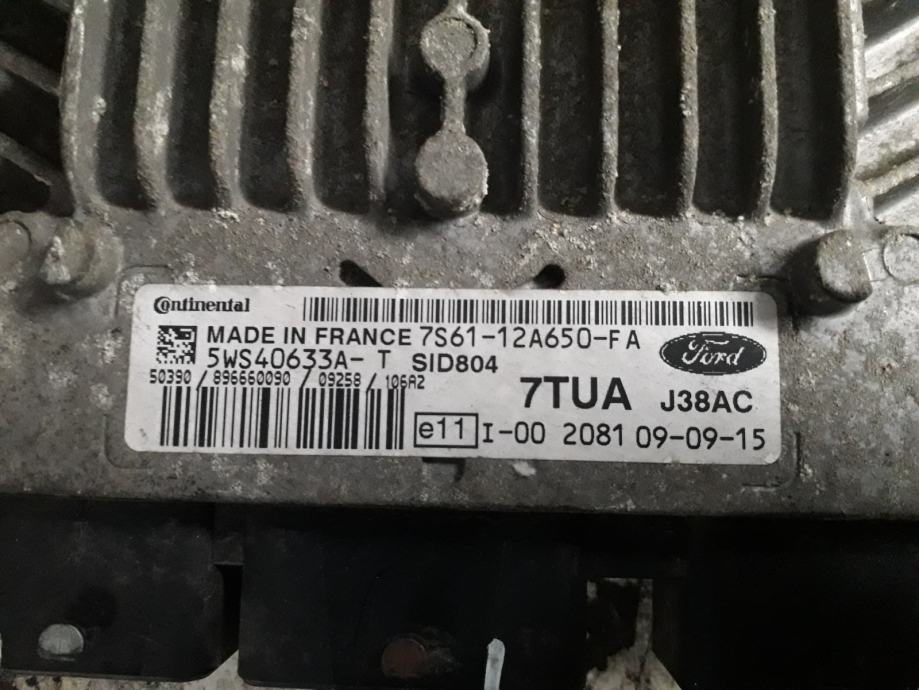 Continental
MADE IN FRANCE 7S61-12A650-FA
5WS40633A-T SID804 Ford
50390 / 896660090 / 09258 / 106A2
7TUA J38AC
e11 I-00 2081 09-09-15